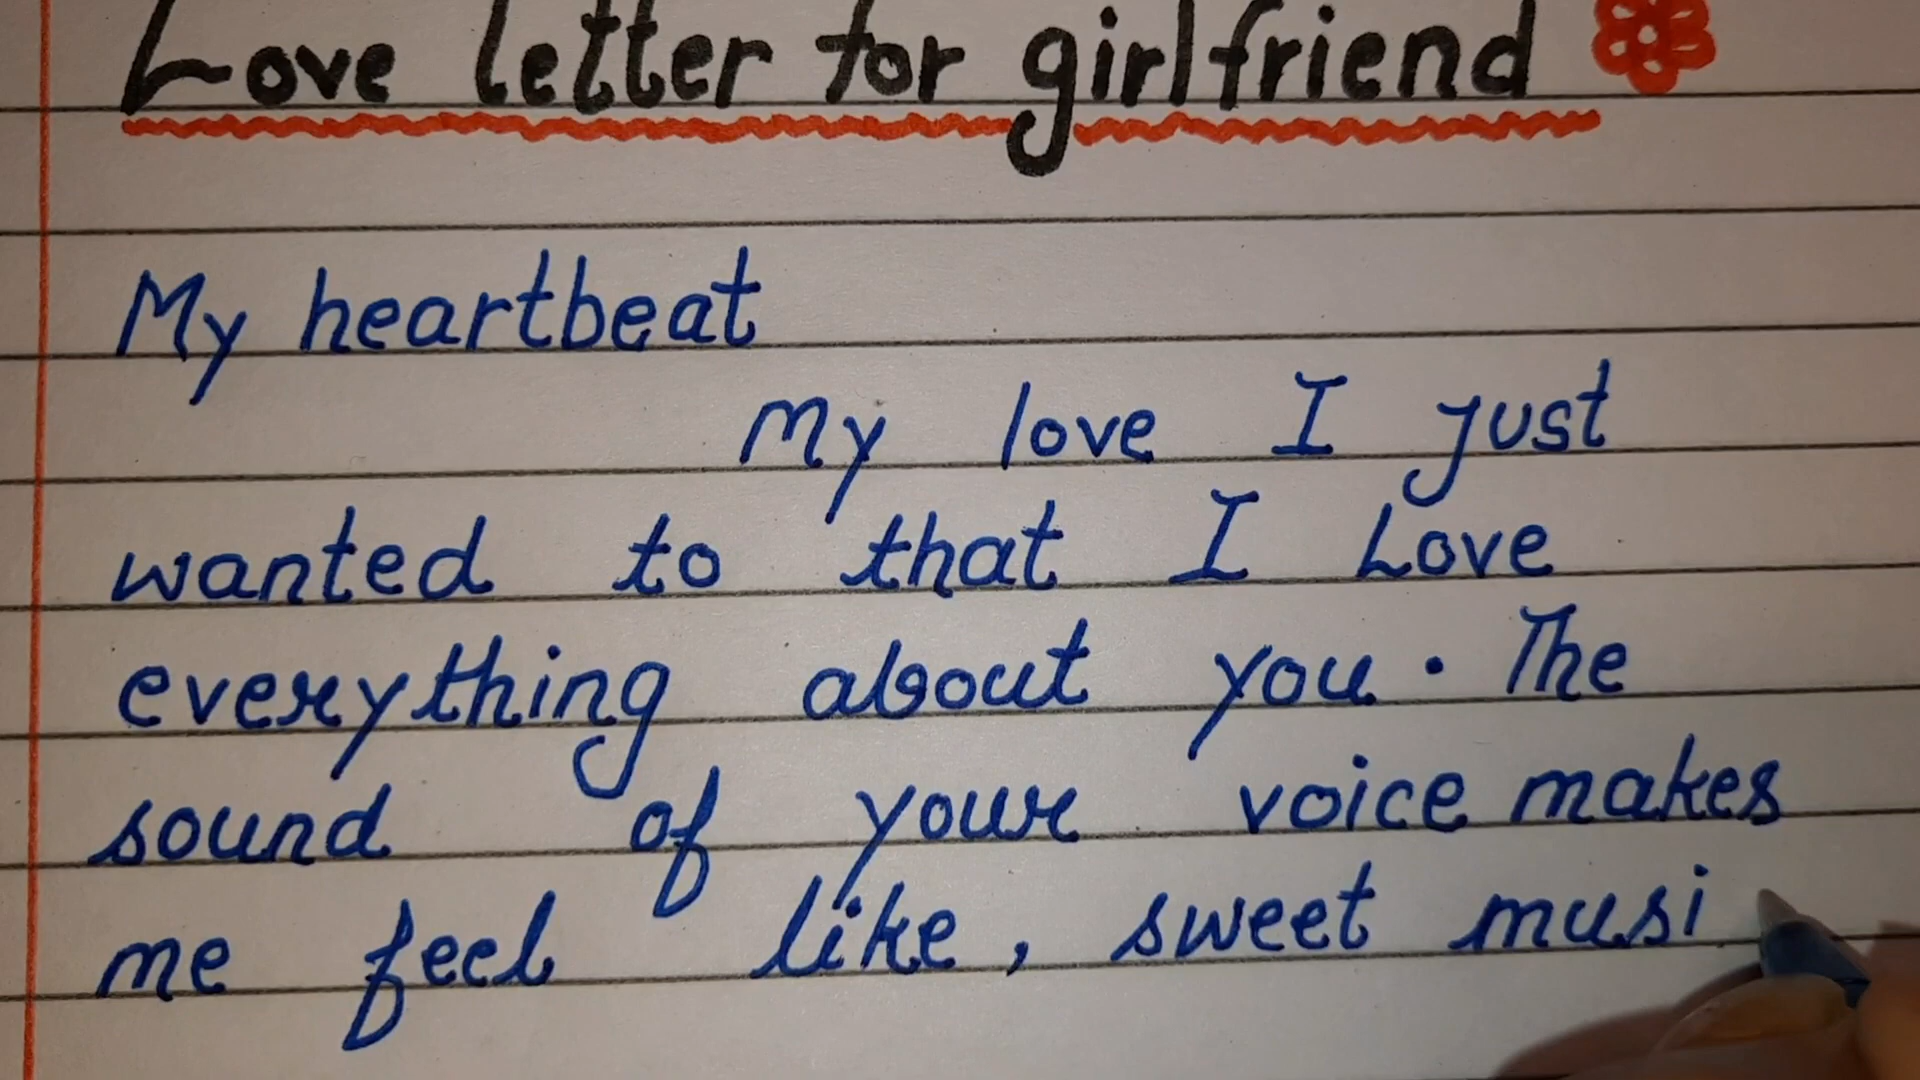 Love letter for girlfriend
My heartbeat
My love I just
wanted to that I Love
everything about you. The
sound of your voice makes
me feel like, sweet musi